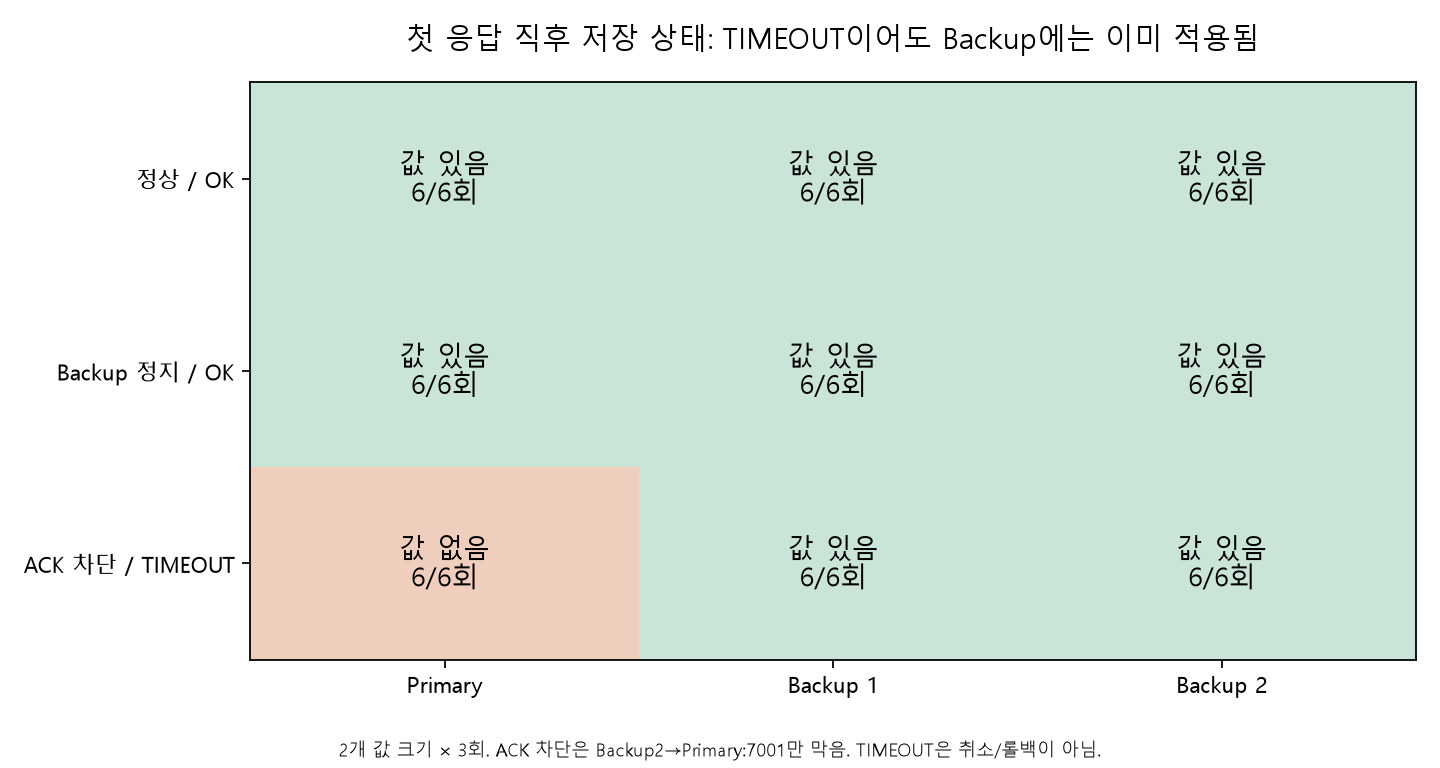 첫 응답 직후 저장 상태: TIMEOUT이어도 Backup에는 이미 적용됨
정상 / OK
값 있음
6/6회
값 있음
6/6회
값 있음
6/6회
Backup 정지 / OK
값 있음
6/6회
값 있음
6/6회
값 있음
6/6회
ACK 차단 / TIMEOUT
값 없음
6/6회
값 있음
6/6회
값 있음
6/6회
Primary
Backup 1
Backup 2
2개 값 크기 × 3회. ACK 차단은 Backup2→Primary:7001만 막음. TIMEOUT은 취소/롤백이 아님.